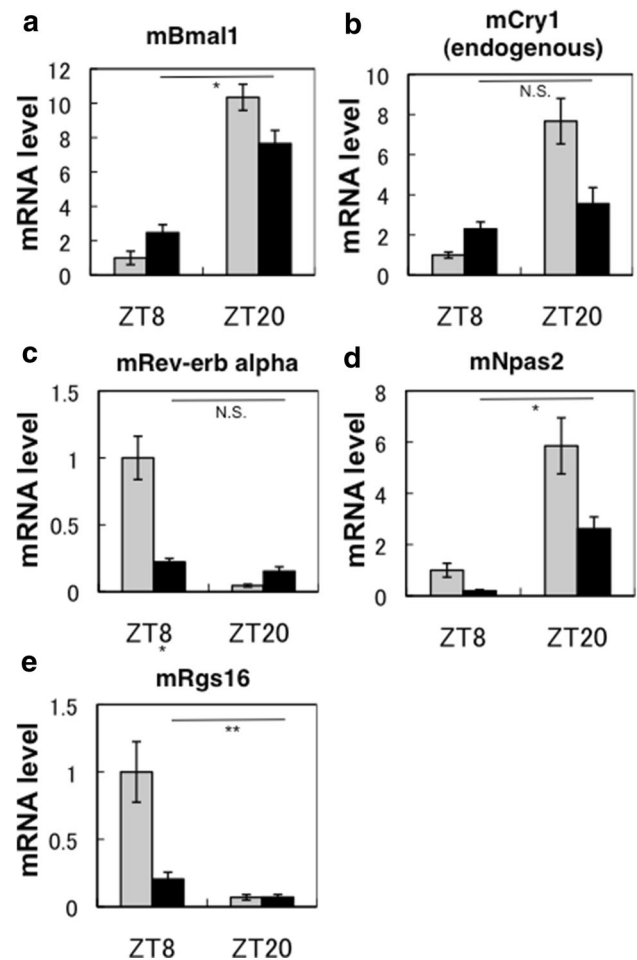 a
mBmal1
mRNA level
12
10
8
6
4
2
0
*
ZT8
ZT20
b
mCry1
(endogenous)
mRNA level
10
8
6
4
2
0
N.S.
ZT8
ZT20
c
mRev-erb alpha
mRNA level
1.5
1
0.5
0
N.S.
ZT8
ZT20
*
d
mNpas2
mRNA level
8
6
4
2
0
*
ZT8
ZT20
e
mRgs16
mRNA level
1.5
1
0.5
0
**
ZT8
ZT20